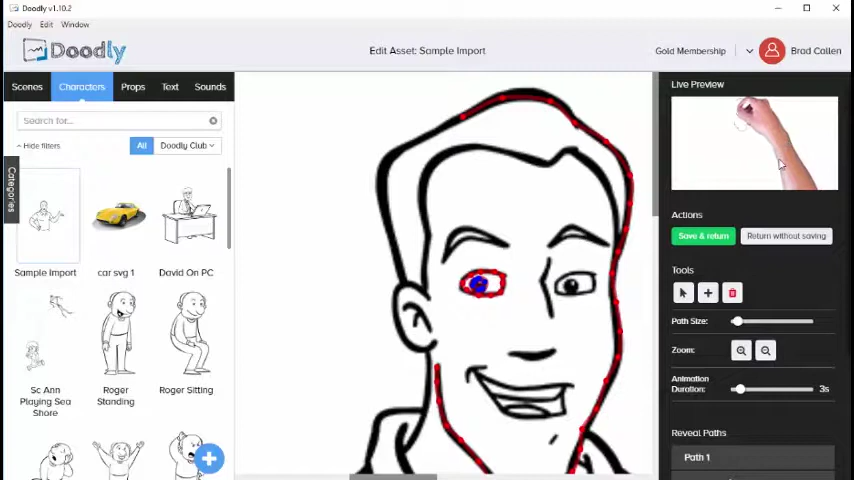 Doodly v1.10.2
Doodly Edit Window
Doodly
Edit Asset: Sample Import
Gold Membership
Brad Callen
Scenes Characters Props Text Sounds
Search for...
Hide filters
All Doodly Club
Categories
Sample Import
car svg 1
David On PC
Sc Ann
Playing Sea
Shore
Roger
Standing
Roger Sitting
Live Preview
Actions
Save & return
Return without saving
Tools
Path Size:
Zoom:
Animation
Duration:
3s
Reveal Paths
Path 1